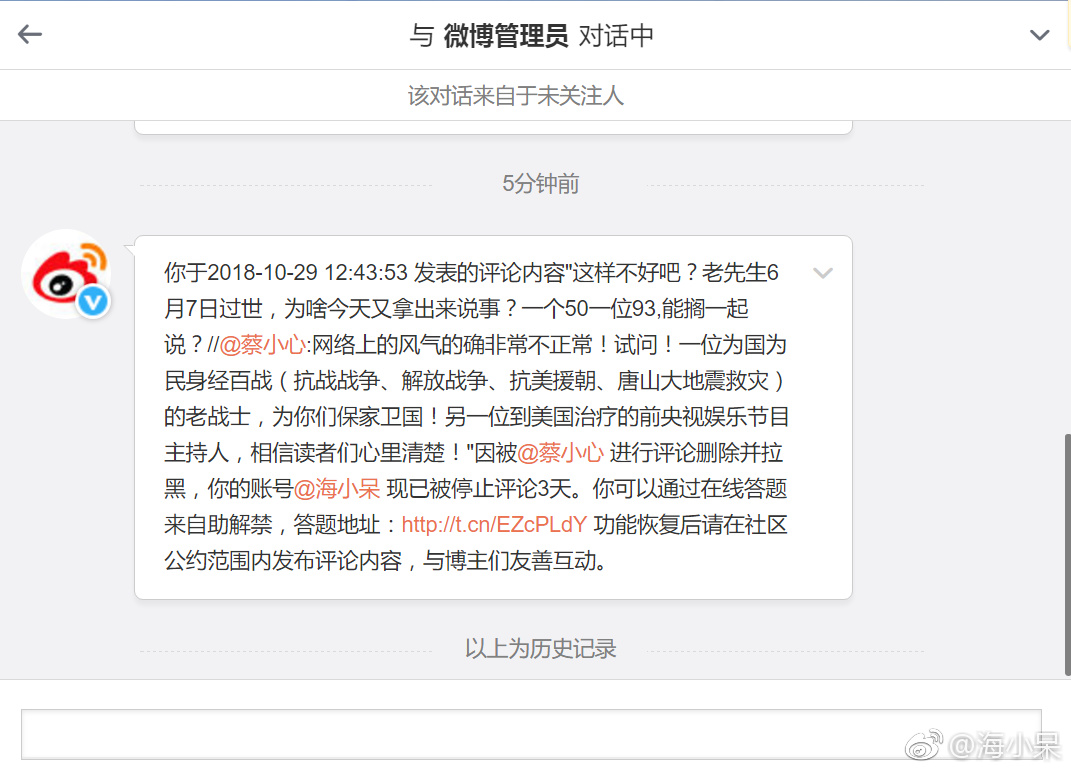 与 微博管理员 对话中
该对话来自于未关注人
5分钟前
你于2018-10-29 12:43:53 发表的评论内容"这样不好吧？老先生6
月7日过世，为啥今天又拿出来说事？一个50一位93,能搁一起
说？//@蔡小心:网络上的风气的确非常不正常！试问！一位为国为
民身经百战（抗战战争、解放战争、抗美援朝、唐山大地震救灾）
的老战士，为你们保家卫国！另一位到美国治疗的前央视娱乐节目
主持人，相信读者们心里清楚！"因被@蔡小心 进行评论删除并拉
黑，你的账号@海小呆 现已被停止评论3天。你可以通过在线答题
来自助解禁，答题地址：http://t.cn/EZcPLdY 功能恢复后请在社区
公约范围内发布评论内容，与博主们友善互动。
以上为历史记录
@海小呆